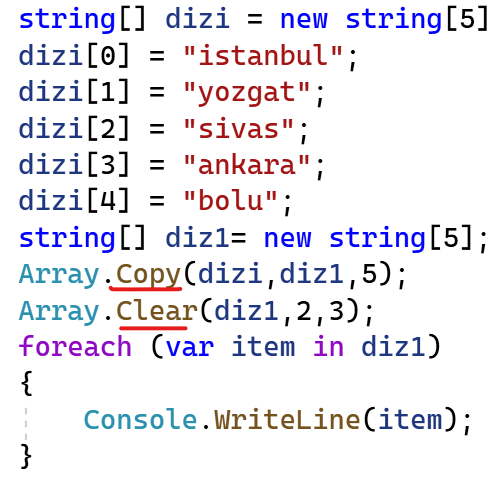 string[] dizi = new string[5]
dizi[0] = "istanbul";
dizi[1] = "yozgat";
dizi[2] = "sivas";
dizi[3] = "ankara";
dizi[4] = "bolu";
string[] diz1= new string[5];
Array.Copy(dizi,diz1,5);
Array.Clear(diz1,2,3);
foreach (var item in diz1)
{
    Console.WriteLine(item);
}